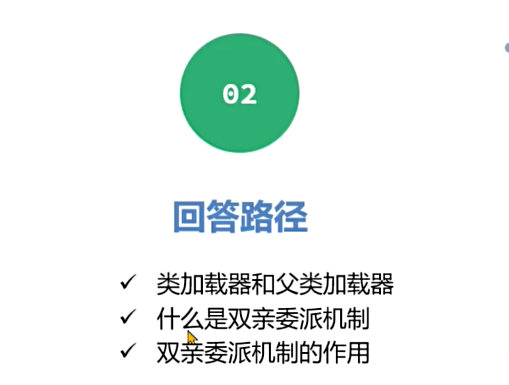 02
回答路径
✓ 类加载器和父类加载器
✓ 什么是双亲委派机制
✓ 双亲委派机制的作用